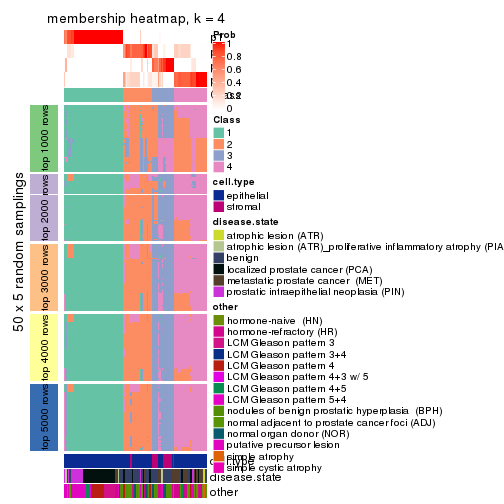 membership heatmap, k = 4
50 x 5 random samplings
top 1000 rows
top 2000 rows
top 3000 rows
top 4000 rows
top 5000 rows
Prob
1
0.8
0.6
0.4
0.2
0
Class
1
2
3
4
cell.type
epithelial
stromal
disease.state
atrophic lesion (ATR)
atrophic lesion (ATR)_proliferative inflammatory atrophy (PIA
benign
localized prostate cancer (PCA)
metastatic prostate cancer (MET)
prostatic intraepithelial neoplasia (PIN)
other
hormone-naive (HN)
hormone-refractory (HR)
LCM Gleason pattern 3
LCM Gleason pattern 3+4
LCM Gleason pattern 4
LCM Gleason pattern 4+3 w/ 5
LCM Gleason pattern 4+5
LCM Gleason pattern 5+4
nodules of benign prostatic hyperplasia (BPH)
normal adjacent to prostate cancer foci (ADJ)
normal organ donor (NOR)
putative precursor lesion
simple atrophy
simple cystic atrophy
disease.state
other